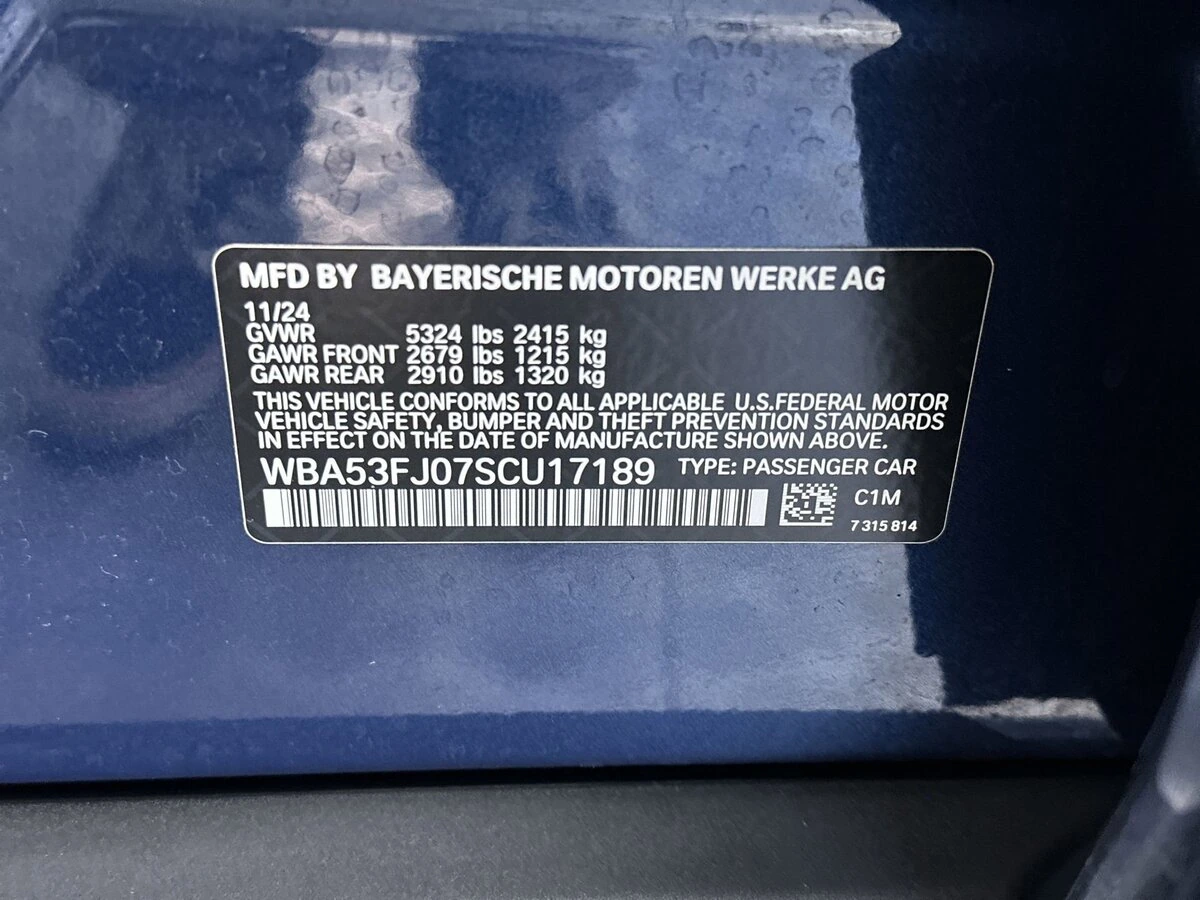 MFD BY BAYERISCHE MOTOREN WERKE AG
11/24
GVWR 5324 lbs 2415 kg
GAWR FRONT 2679 lbs 1215 kg
GAWR REAR 2910 lbs 1320 kg
THIS VEHICLE CONFORMS TO ALL APPLICABLE U.S.FEDERAL MOTOR
VEHICLE SAFETY, BUMPER AND THEFT PREVENTION STANDARDS
IN EFFECT ON THE DATE OF MANUFACTURE SHOWN ABOVE.
WBA53FJ07SCU17189 TYPE: PASSENGER CAR
C1M
7 315 814